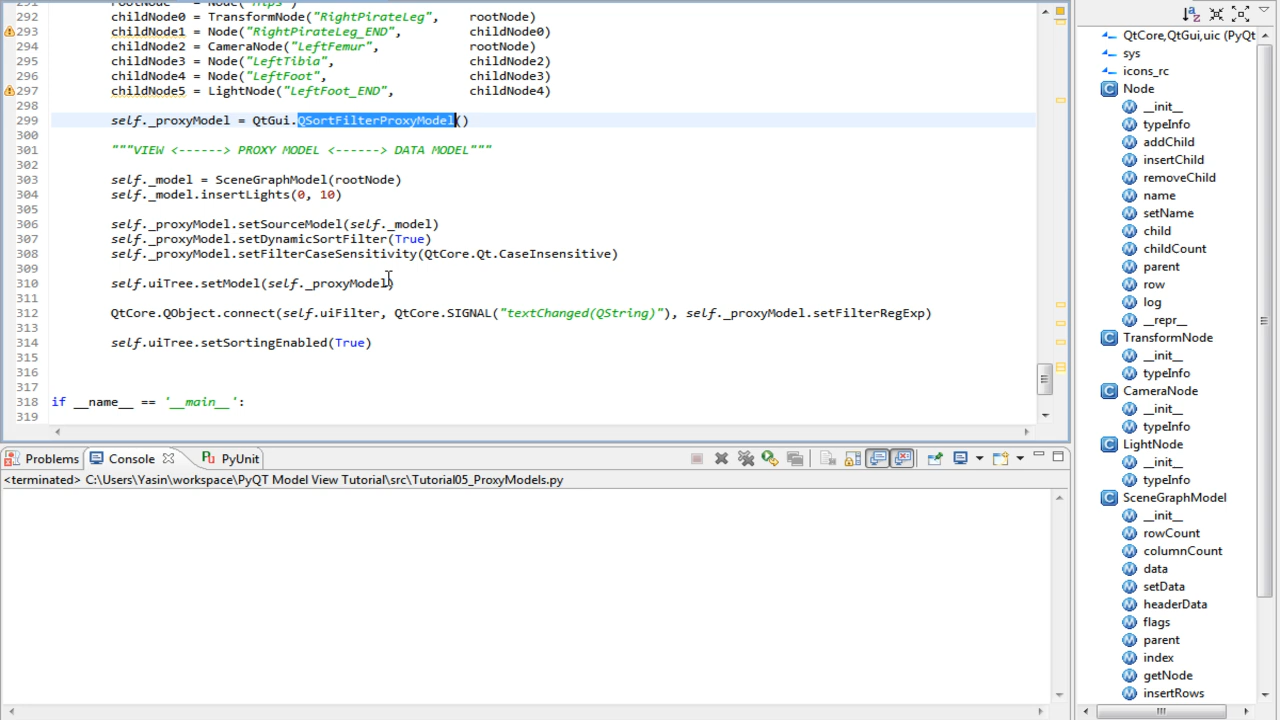 291 rootNode = Node("Hips")
292 childNode0 = TransformNode("RightPirateLeg", rootNode)
293 childNode1 = Node("RightPirateLeg_END", childNode0)
294 childNode2 = CameraNode("LeftFemur", rootNode)
295 childNode3 = Node("LeftTibia", childNode2)
296 childNode4 = Node("LeftFoot", childNode3)
297 childNode5 = LightNode("LeftFoot_END", childNode4)
298
299 self._proxyModel = QtGui.QSortFilterProxyModel()
300
301 """VIEW <------> PROXY MODEL <------> DATA MODEL"""
302
303 self._model = SceneGraphModel(rootNode)
304 self._model.insertLights(0, 10)
305
306 self._proxyModel.setSourceModel(self._model)
307 self._proxyModel.setDynamicSortFilter(True)
308 self._proxyModel.setFilterCaseSensitivity(QtCore.Qt.CaseInsensitive)
309
310 self.uiTree.setModel(self._proxyModel)
311
312 QtCore.QObject.connect(self.uiFilter, QtCore.SIGNAL("textChanged(QString)"), self._proxyModel.setFilterRegExp)
313
314 self.uiTree.setSortingEnabled(True)
315
316
317
318 if __name__ == '__main__':
319
Problems Console PyUnit
<terminated> C:\Users\Yasin\workspace\PyQT Model View Tutorial\src\Tutorial05_ProxyModels.py
QtCore,QtGui,uic (PyQt
sys
icons_rc
Node
__init__
typeInfo
addChild
insertChild
removeChild
name
setName
child
childCount
parent
row
log
__repr__
TransformNode
__init__
typeInfo
CameraNode
__init__
typeInfo
LightNode
__init__
typeInfo
SceneGraphModel
__init__
rowCount
columnCount
data
setData
headerData
flags
parent
index
getNode
insertRows